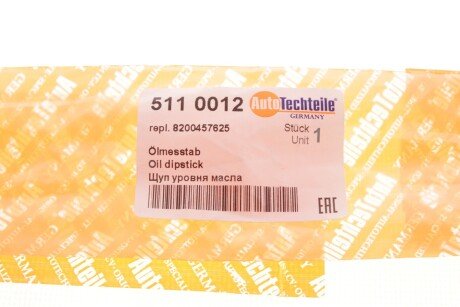 511 0012
AutoTechteile
GERMANY
repl. 8200457625
Stück
Unit 1
Ölmesstab
Oil dipstick
Щуп уровня масла
EAC